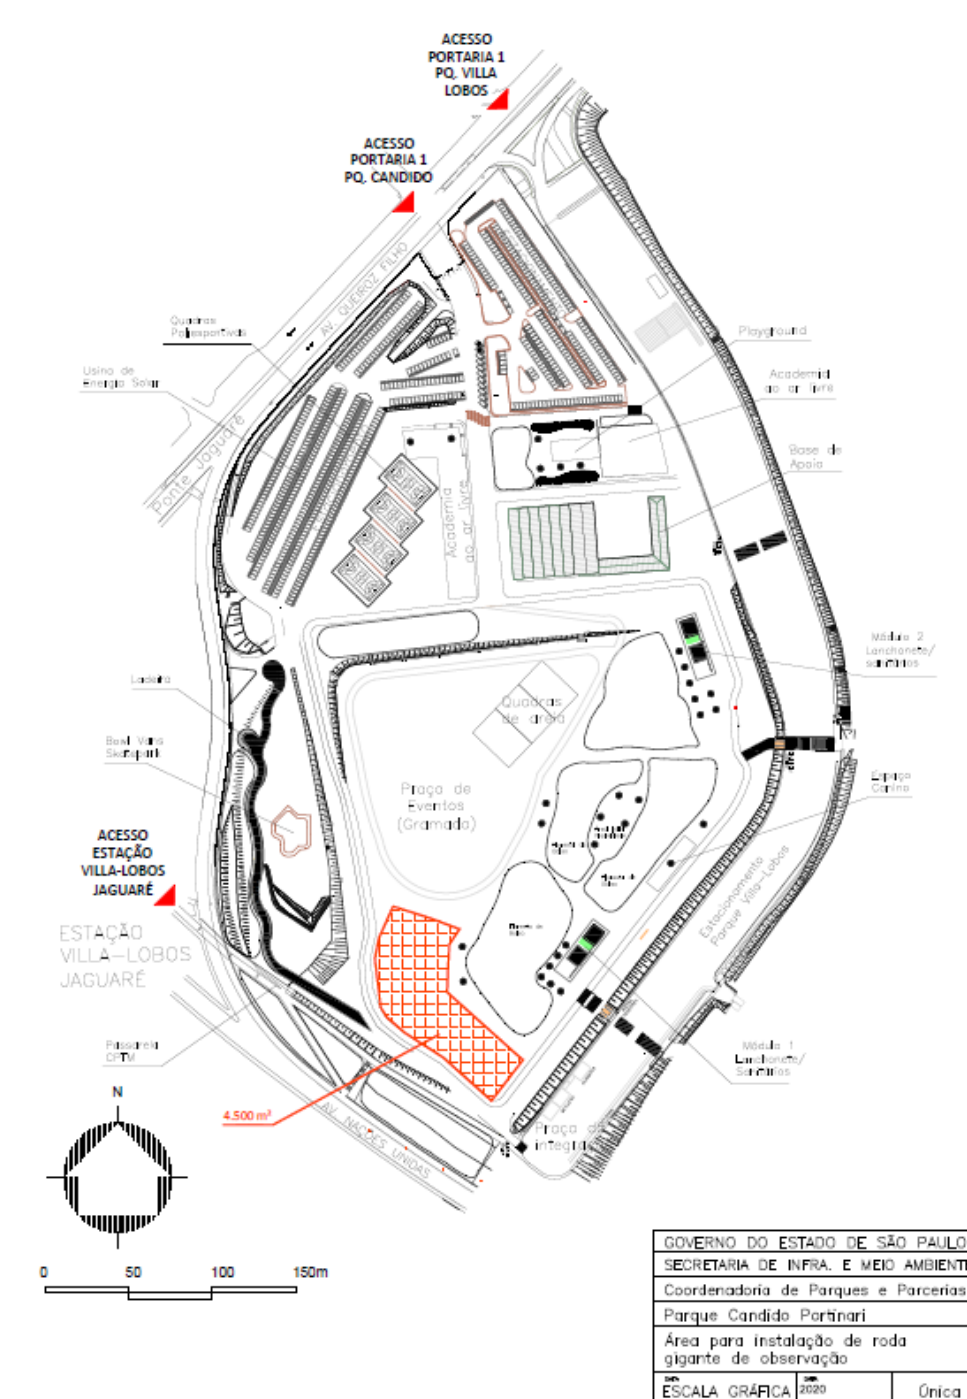 ACESSO
PORTARIA 1
PQ. VILLA
LOBOS
ACESSO
PORTARIA 1
PQ. CANDIDO
AV. QUEIROZ FILHO
Quadras
Poliesportivas
Usina de
Energia Solar
Ponte Jaguaré
Playground
Academia
ao ar livre
Base de
Apoio
Academia
ao ar livre
Módulo 2
Lanchonete/
sanitários
Ladeira
Bowl Vans
Skatepark
Quadras
de areia
Praça de
Eventos
(Gramada)
Espaço
Canino
ACESSO
ESTAÇÃO
VILLA-LOBOS
JAGUARÉ
ESTAÇÃO
VILLA-LOBOS
JAGUARÉ
Estacionamento
Parque Villa-Lobos
Passarela
CPTM
Módulo 1
Lanchonete/
Sanitários
4.500 m²
AV. NAÇÕES UNIDAS
Praça de
N
0 50 100 150m
GOVERNO DO ESTADO DE SÃO PAULO
SECRETARIA DE INFRA. E MEIO AMBIENTE
Coordenadoria de Parques e Parcerias
Parque Candido Portinari
Área para instalação de roda
gigante de observação
ESCALA GRÁFICA 2020 Única